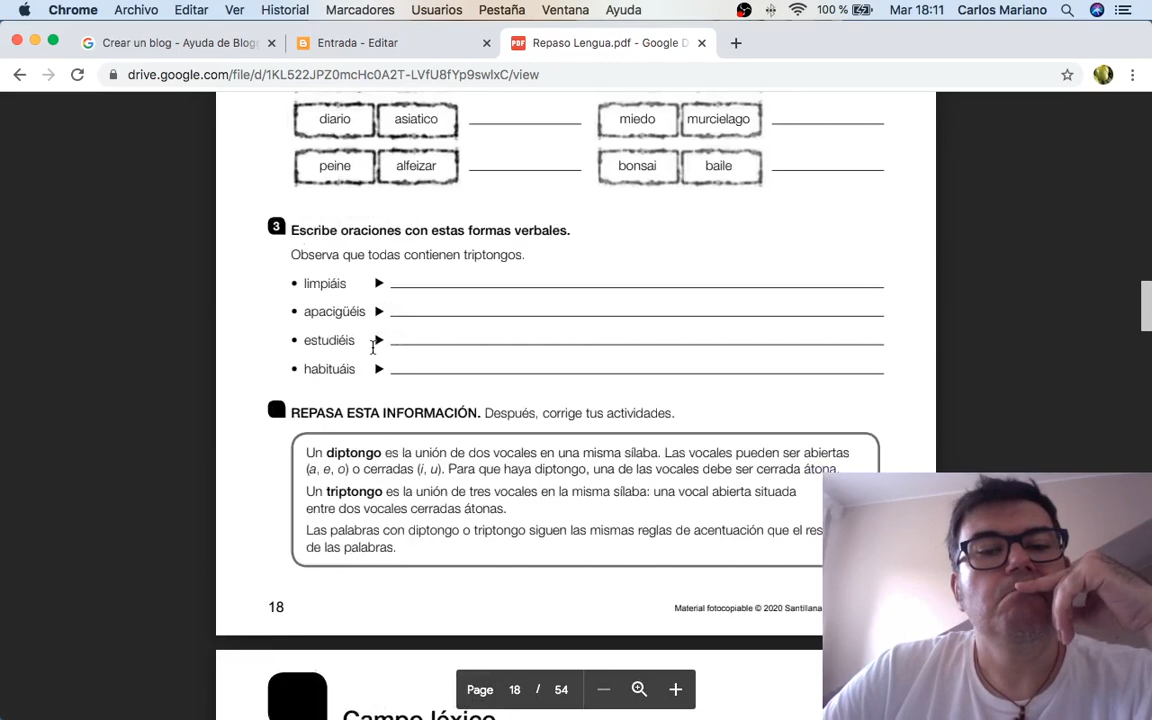 Chrome Archivo Editar Ver Historial Marcadores Usuarios Pestaña Ventana Ayuda 100 % Mar 18:11 Carlos Mariano
Crear un blog - Ayuda de Blog Entrada - Editar PDF Repaso Lengua.pdf - Google D
drive.google.com/file/d/1KL522JPZ0mcHc0A2T-LVfU8fYp9swlxC/view
diario asiatico miedo murcielago
peine alfeizar bonsai baile
3 Escribe oraciones con estas formas verbales.
Observa que todas contienen triptongos.
• limpiáis
• apacigüéis
• estudiéis
• habituáis
REPASA ESTA INFORMACIÓN. Después, corrige tus actividades.
Un diptongo es la unión de dos vocales en una misma sílaba. Las vocales pueden ser abiertas
(a, e, o) o cerradas (i, u). Para que haya diptongo, una de las vocales debe ser cerrada átona.
Un triptongo es la unión de tres vocales en la misma sílaba: una vocal abierta situada
entre dos vocales cerradas átonas.
Las palabras con diptongo o triptongo siguen las mismas reglas de acentuación que el res
de las palabras.
18 Material fotocopiable © 2020 Santillana
Page 18 / 54
Campo léxico